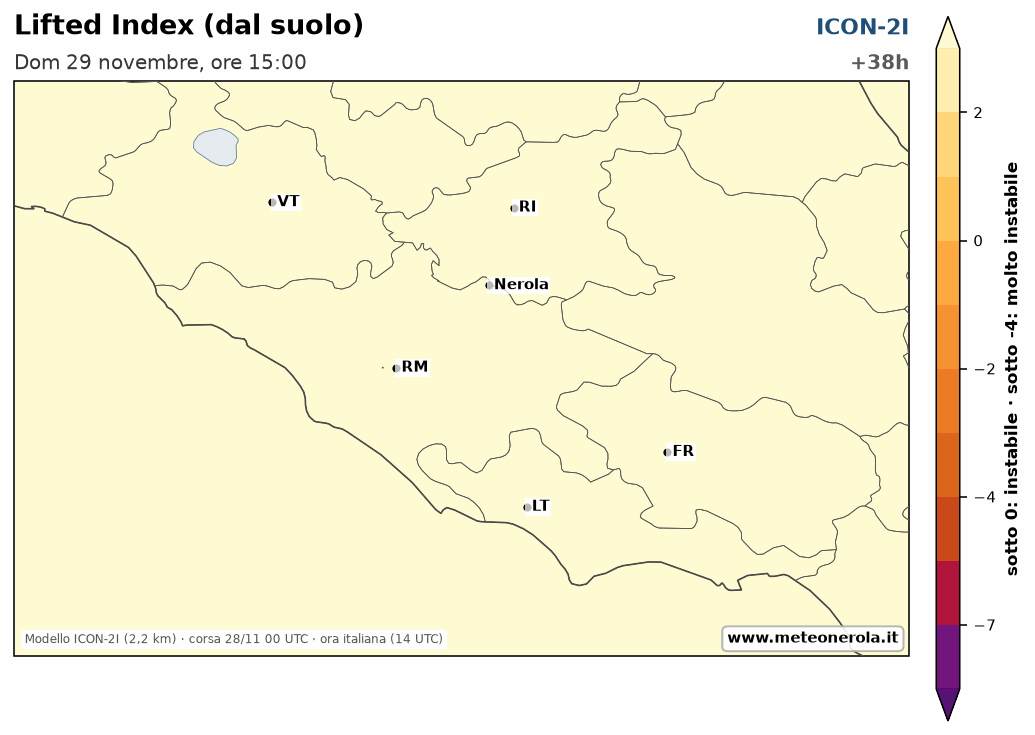 Lifted Index (dal suolo)
ICON-2I
Dom 29 novembre, ore 15:00
+38h
VT
RI
Nerola
RM
FR
LT
Modello ICON-2I (2,2 km) · corsa 28/11 00 UTC · ora italiana (14 UTC)
www.meteonerola.it
2
0
−2
−4
−7
sotto 0: instabile · sotto -4: molto instabile